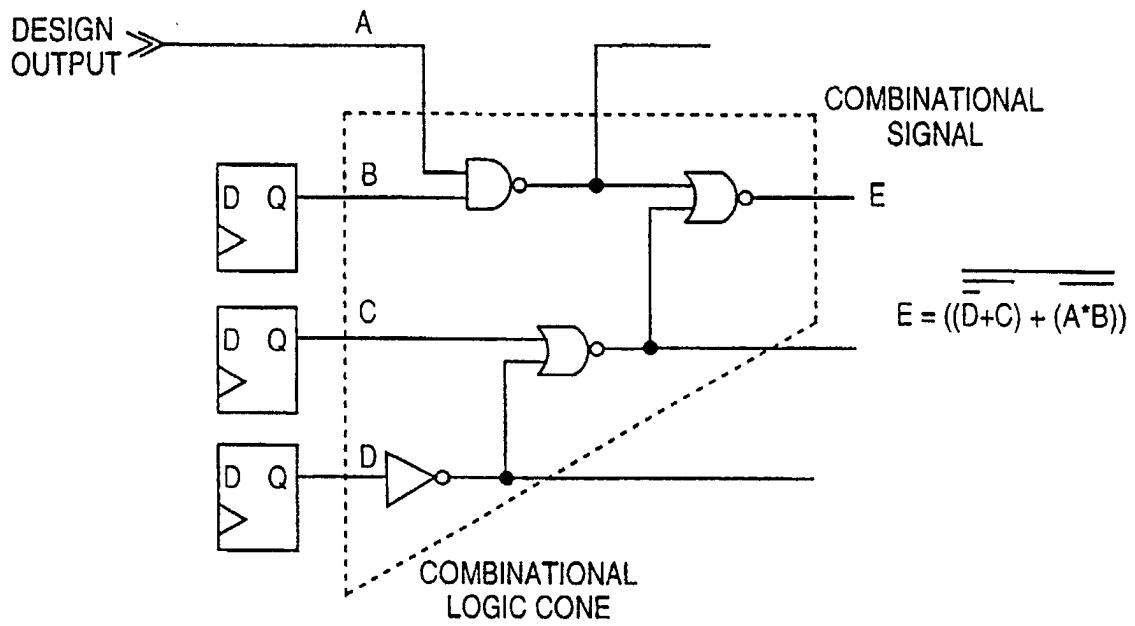 DESIGN
OUTPUT
A
COMBINATIONAL
SIGNAL
B
D Q
E
C
D Q
E = ((D̅+C) + (A*B))
D
D Q
COMBINATIONAL
LOGIC CONE